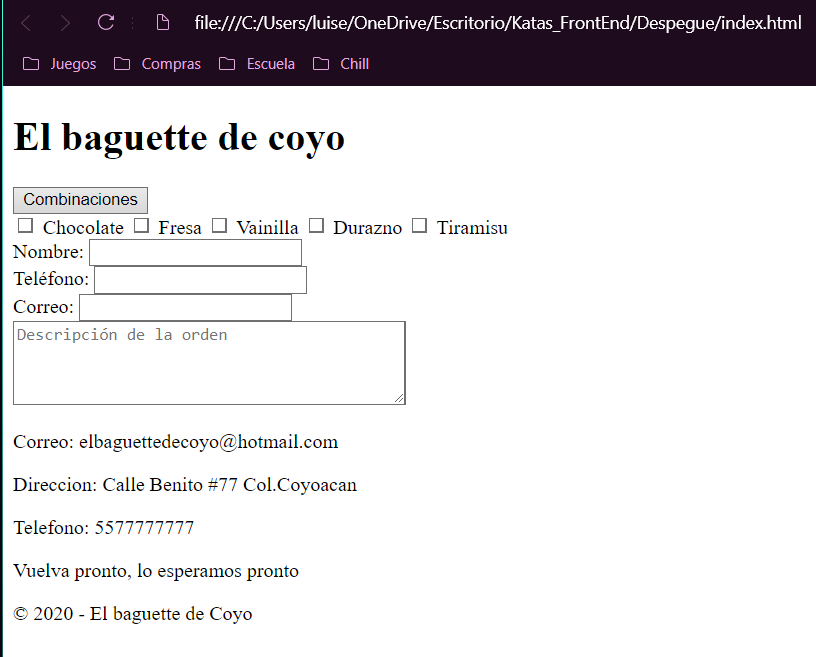 file:///C:/Users/luise/OneDrive/Escritorio/Katas_FrontEnd/Despegue/index.html
Juegos Compras Escuela Chill
El baguette de coyo
Combinaciones
Chocolate Fresa Vainilla Durazno Tiramisu
Nombre:
Teléfono:
Correo:
Descripción de la orden
Correo: elbaguettedecoyo@hotmail.com
Direccion: Calle Benito #77 Col.Coyoacan
Telefono: 5577777777
Vuelva pronto, lo esperamos pronto
© 2020 - El baguette de Coyo